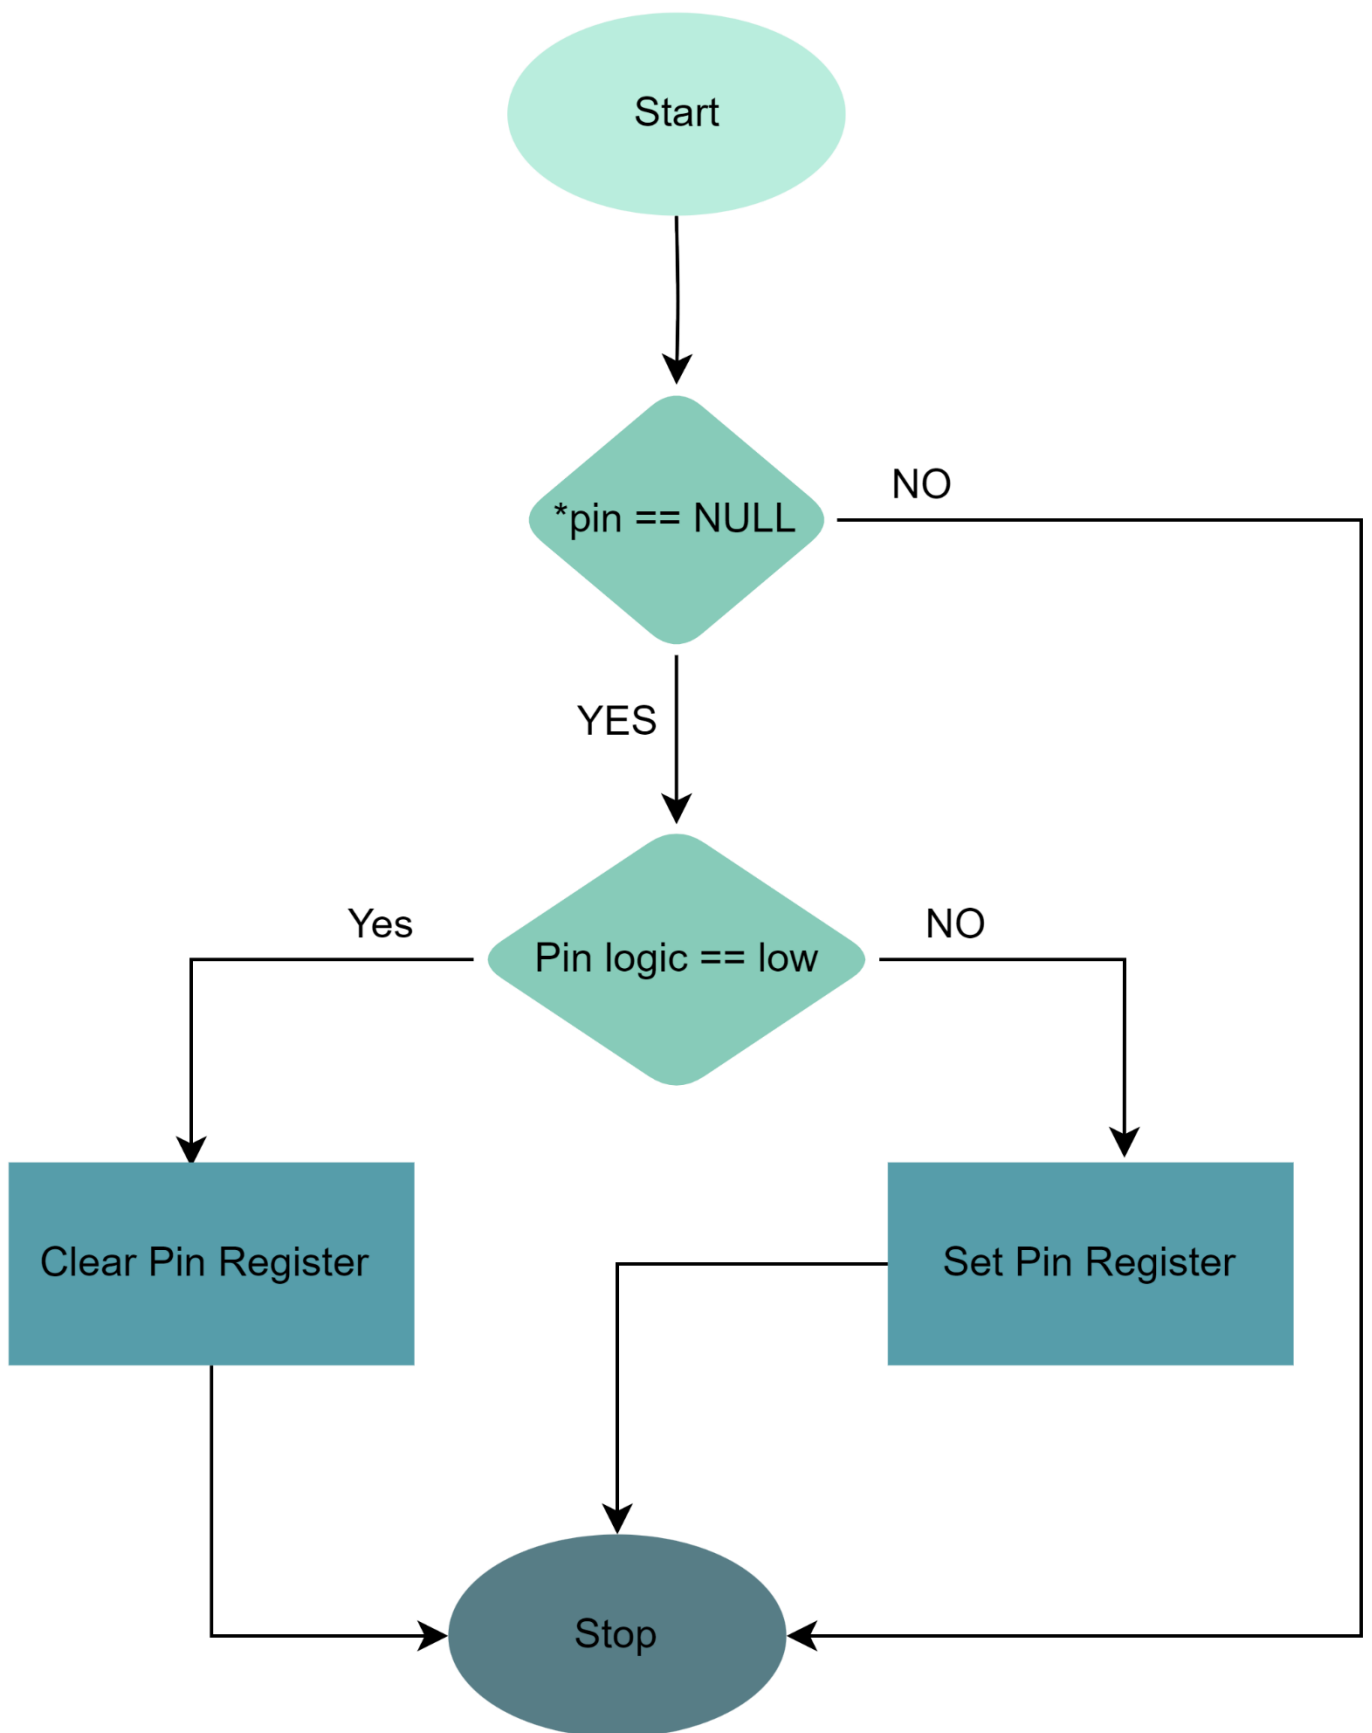 Start
*pin == NULL
NO
YES
Pin logic == low
Yes
NO
Clear Pin Register
Set Pin Register
Stop